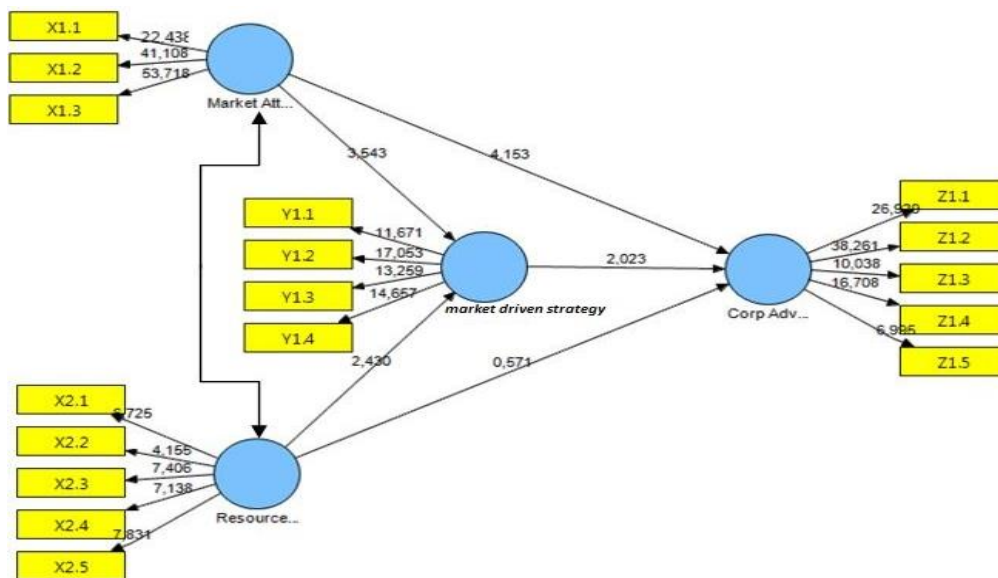 X1.1
X1.2
X1.3
22,438
41,108
53,718
Market Att...
3,543
4,153
Y1.1
Y1.2
Y1.3
Y1.4
11,671
17,053
13,259
14,657
market driven strategy
2,023
Z1.1
Z1.2
Z1.3
Z1.4
Z1.5
26,920
38,261
10,038
16,708
6,995
Corp Adv...
2,430
0,571
X2.1
X2.2
X2.3
X2.4
X2.5
4,155
7,406
7,138
7,831
Resource...